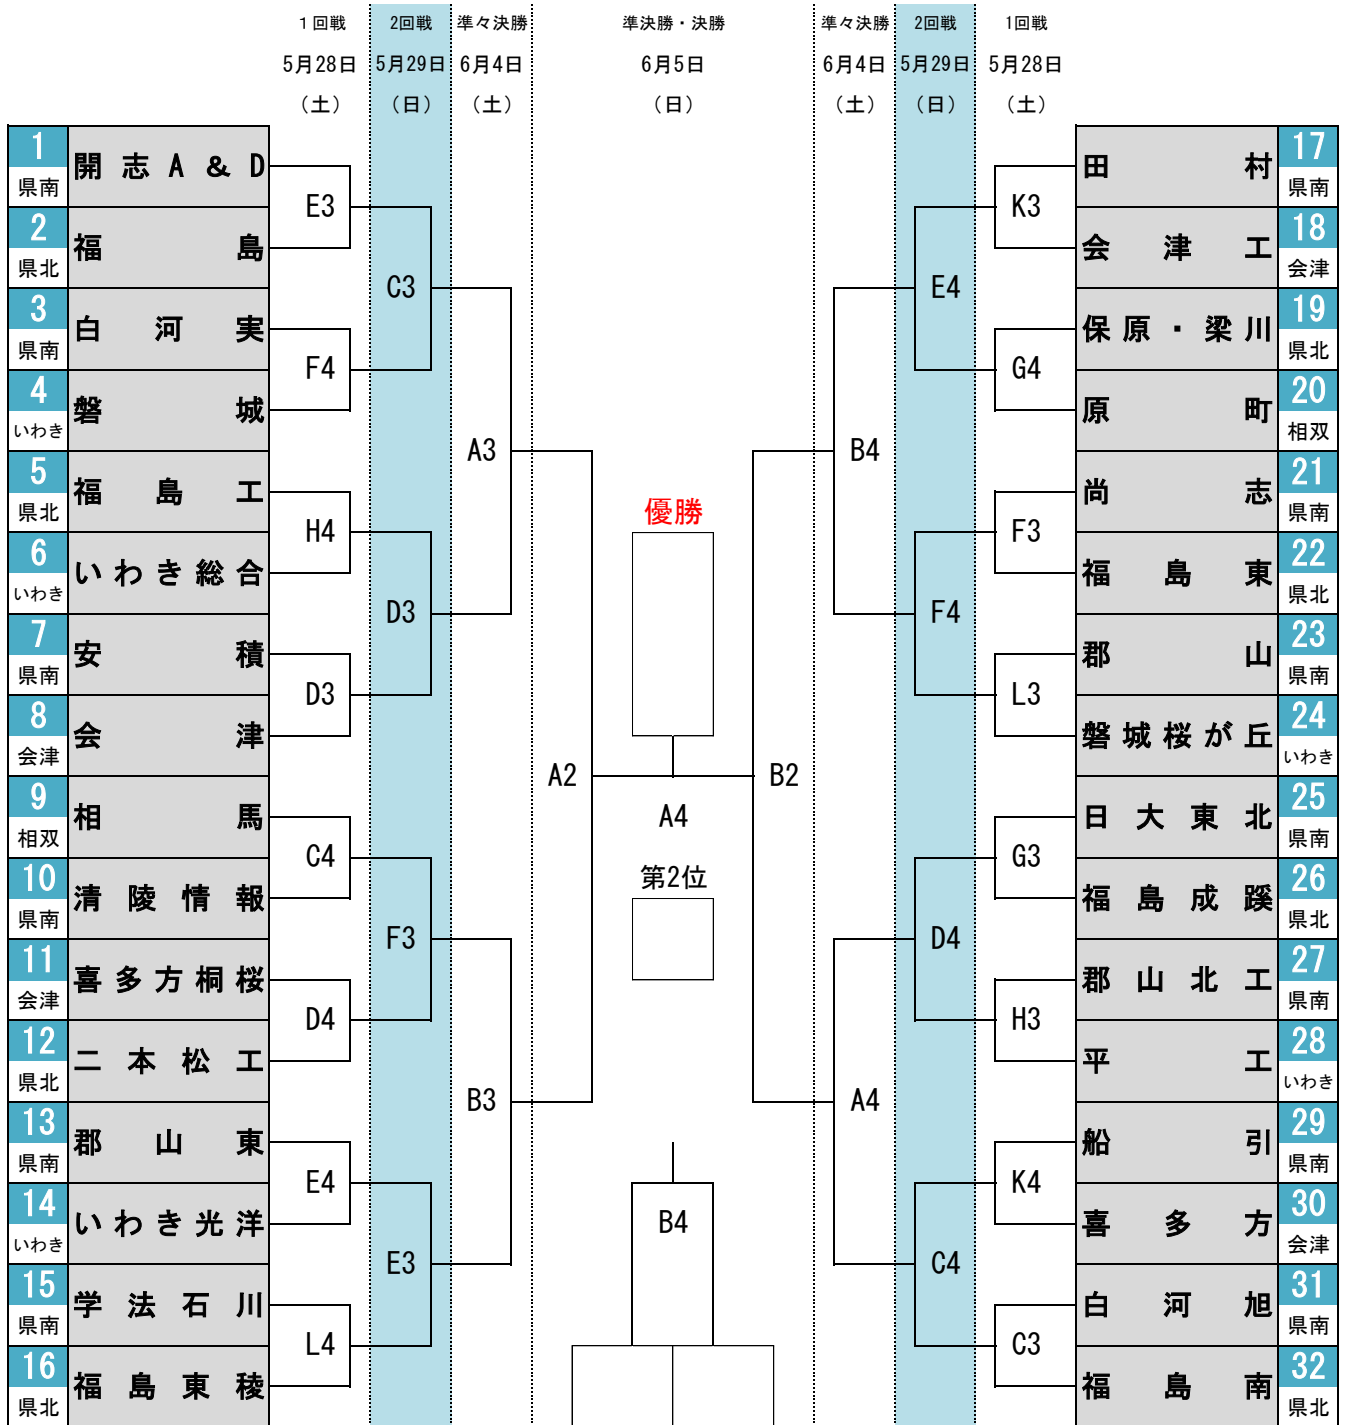 1回戦 2回戦 準々決勝 準決勝・決勝 準々決勝 2回戦 1回戦
5月28日 5月29日 6月4日 6月5日 6月4日 5月29日 5月28日
(土) (日) (土) (日) (土) (日) (土)
1 県南 開志A&D
2 県北 福島
3 県南 白河実
4 いわき 磐城
5 県北 福島工
6 いわき いわき総合
7 県南 安積
8 会津 会津
9 相双 相馬
10 県南 清陵情報
11 会津 喜多方桐桜
12 県北 二本松工
13 県南 郡山東
14 いわき いわき光洋
15 県南 学法石川
16 県北 福島東稜
E3
F4
H4
D3
C4
D4
E4
L4
C3
D3
F3
E3
A3
B3
A2
優勝
A4
第2位
B4
B2
B4
A4
E4
F4
D4
C4
K3
G4
F3
L3
G3
H3
K4
C3
田村 17 県南
会津工 18 会津
保原・梁川 19 県北
原町 20 相双
尚志 21 県南
福島東 22 県北
郡山 23 県南
磐城桜が丘 24 いわき
日大東北 25 県南
福島成蹊 26 県北
郡山北工 27 県南
平工 28 いわき
船引 29 県南
喜多方 30 会津
白河旭 31 県南
福島南 32 県北